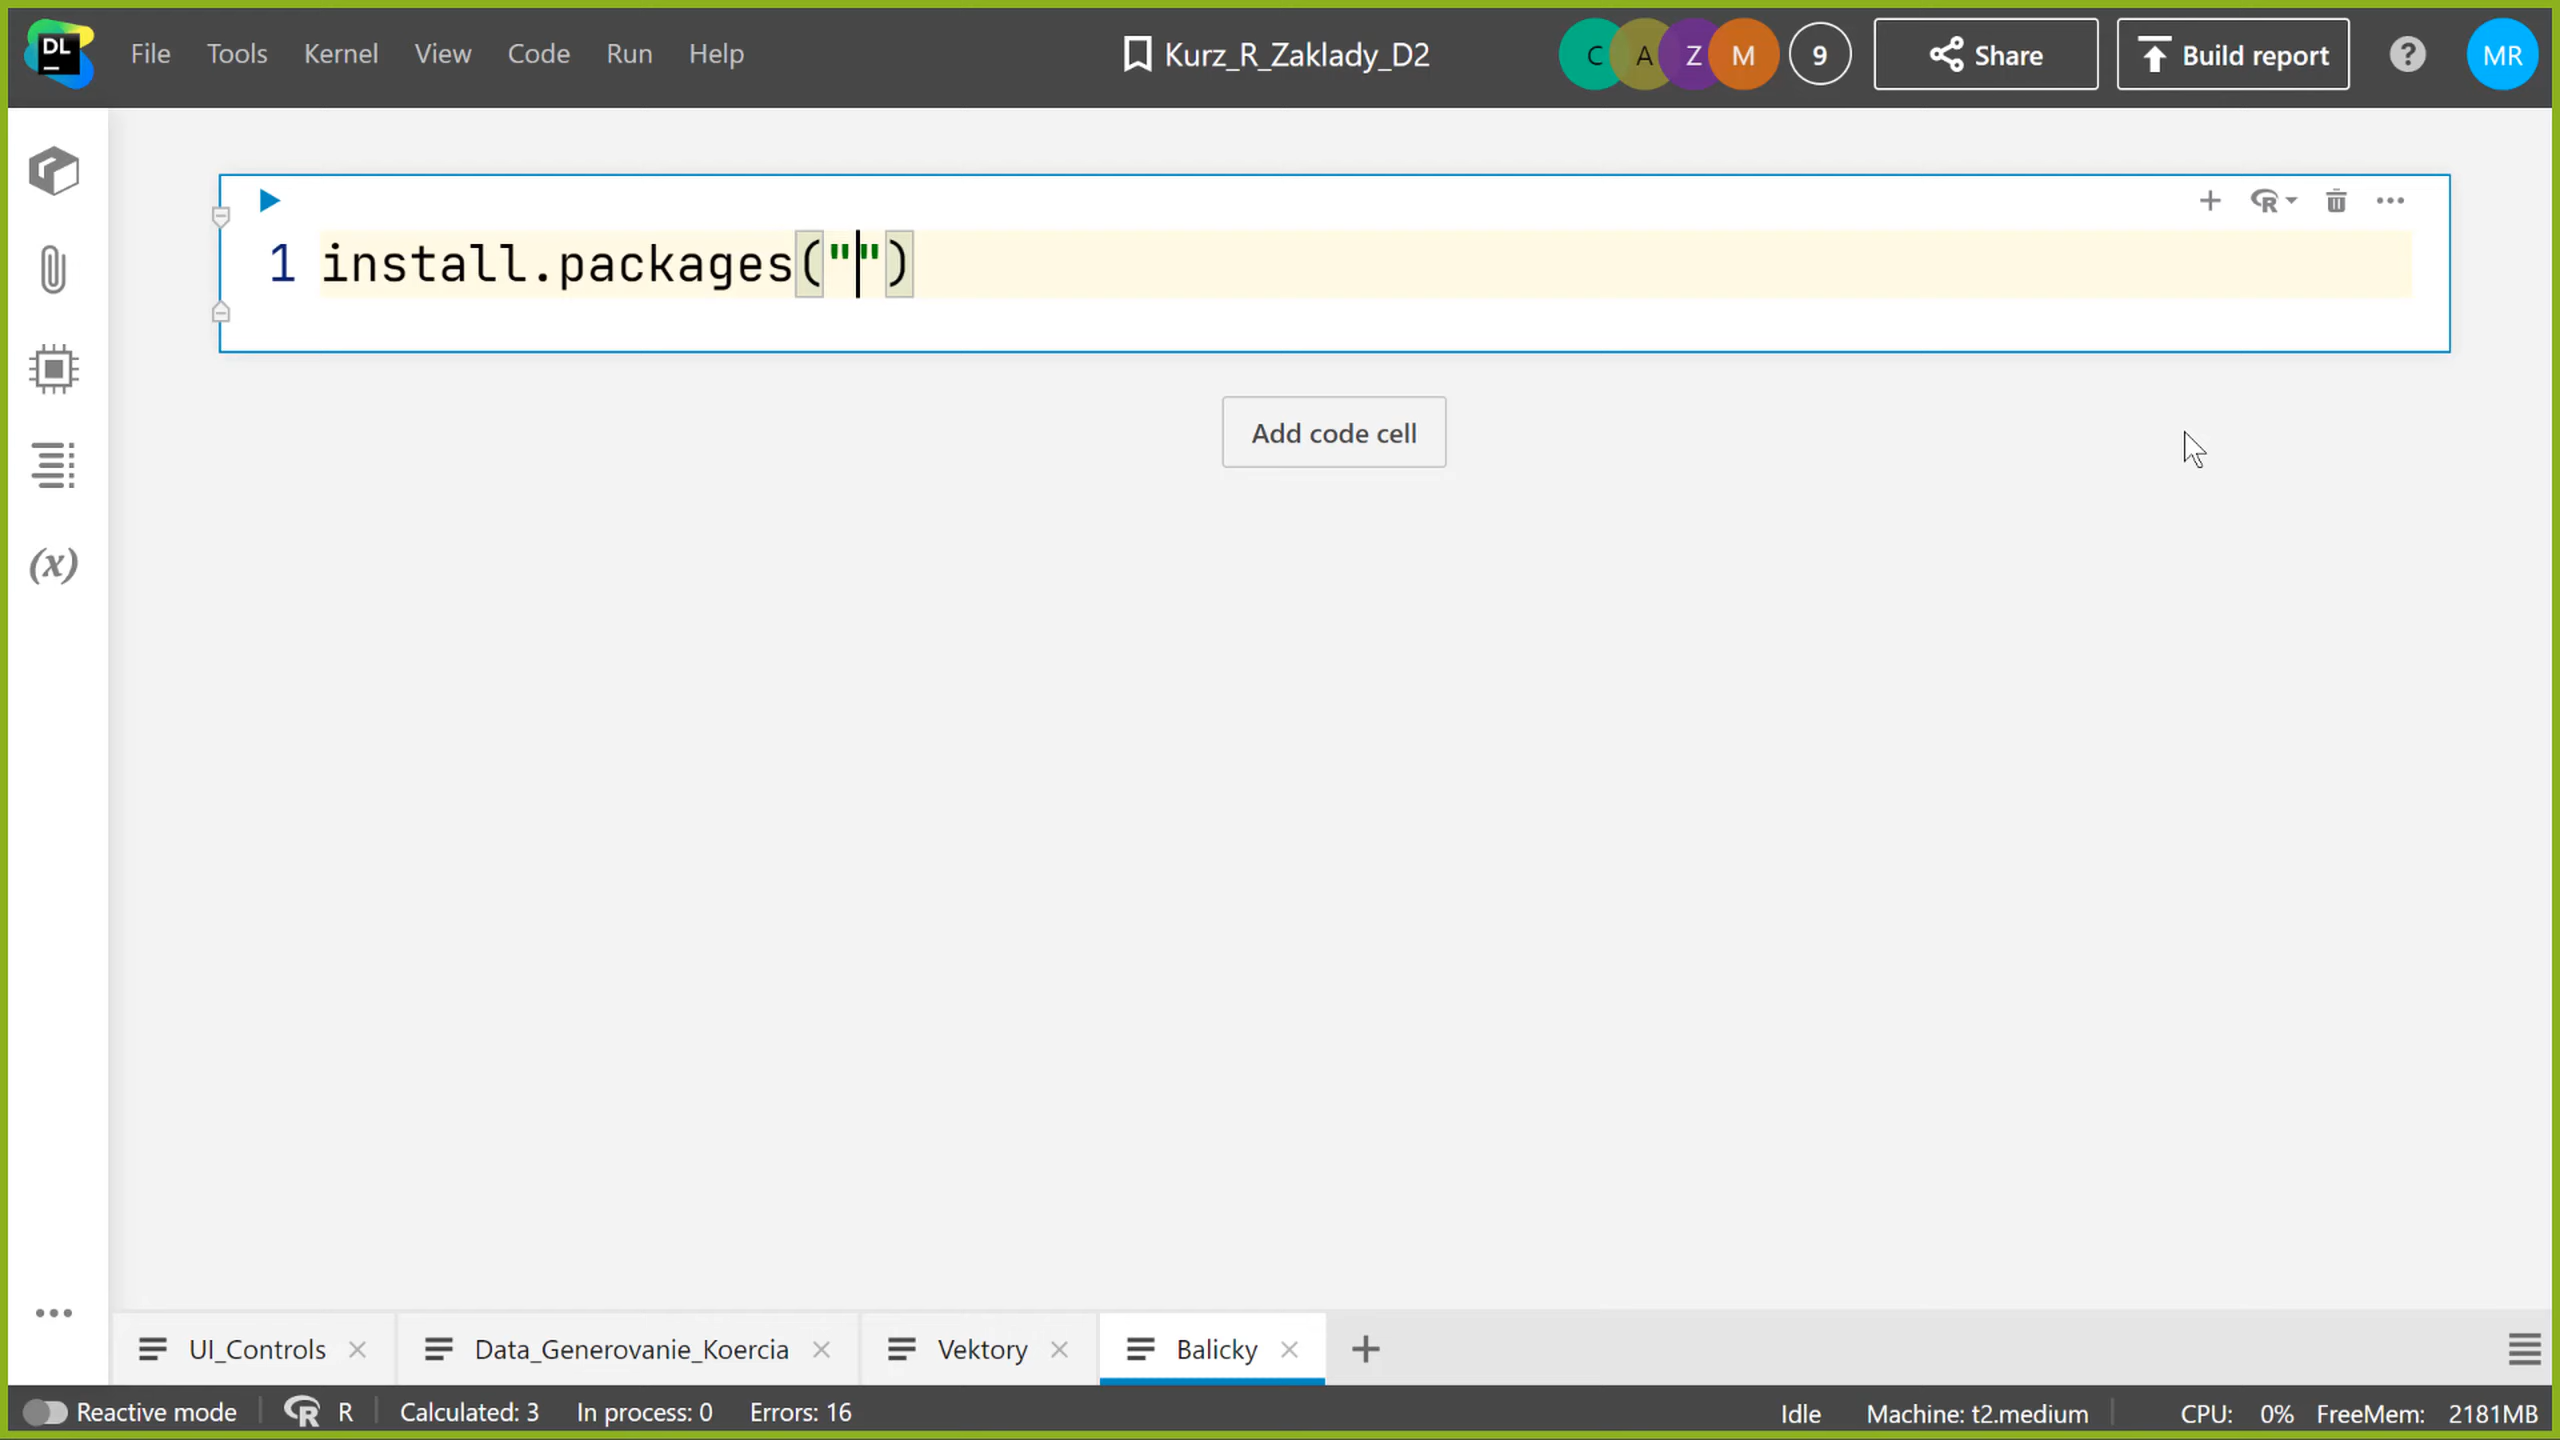 DL
File Tools Kernel View Code Run Help
Kurz_R_Zaklady_D2
C A Z M 9
Share
Build report
?
MR
1 install.packages("")
R
Add code cell
(x)
UI_Controls
Data_Generovanie_Koercia
Vektory
Balicky
Reactive mode R R Calculated: 3 In process: 0 Errors: 16 Idle Machine: t2.medium CPU: 0% FreeMem: 2181MB